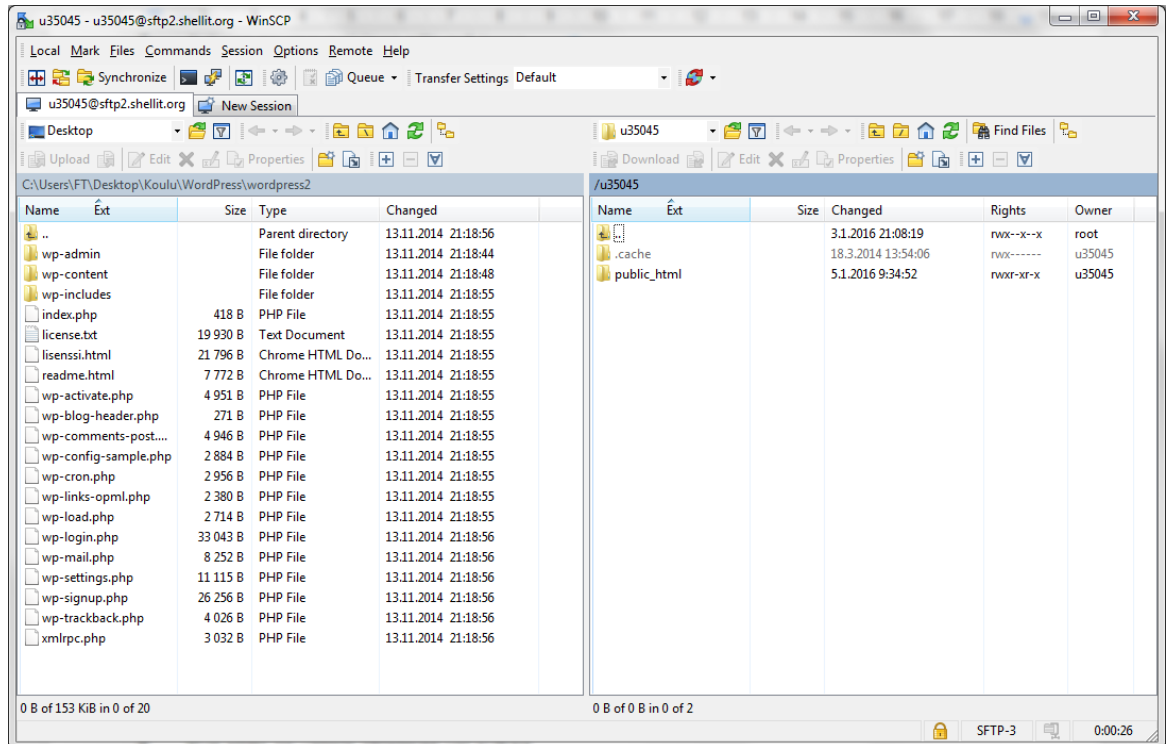 u35045 - u35045@sftp2.shellit.org - WinSCP
Local Mark Files Commands Session Options Remote Help
Synchronize Queue Transfer Settings Default
u35045@sftp2.shellit.org New Session
Desktop u35045 Find Files
Upload Edit Properties Download Edit Properties
C:\Users\FT\Desktop\Koulu\WordPress\wordpress2 /u35045
Name Ext Size Type Changed Name Ext Size Changed Rights Owner
.. Parent directory 13.11.2014 21:18:56 .. 3.1.2016 21:08:19 rwx--x--x root
wp-admin File folder 13.11.2014 21:18:44 .cache 18.3.2014 13:54:06 rwx------ u35045
wp-content File folder 13.11.2014 21:18:48 public_html 5.1.2016 9:34:52 rwxr-xr-x u35045
wp-includes File folder 13.11.2014 21:18:55
index.php 418 B PHP File 13.11.2014 21:18:55
license.txt 19 930 B Text Document 13.11.2014 21:18:55
lisenssi.html 21 796 B Chrome HTML Do... 13.11.2014 21:18:55
readme.html 7 772 B Chrome HTML Do... 13.11.2014 21:18:55
wp-activate.php 4 951 B PHP File 13.11.2014 21:18:55
wp-blog-header.php 271 B PHP File 13.11.2014 21:18:55
wp-comments-post.... 4 946 B PHP File 13.11.2014 21:18:55
wp-config-sample.php 2 884 B PHP File 13.11.2014 21:18:55
wp-cron.php 2 956 B PHP File 13.11.2014 21:18:55
wp-links-opml.php 2 380 B PHP File 13.11.2014 21:18:55
wp-load.php 2 714 B PHP File 13.11.2014 21:18:55
wp-login.php 33 043 B PHP File 13.11.2014 21:18:56
wp-mail.php 8 252 B PHP File 13.11.2014 21:18:56
wp-settings.php 11 115 B PHP File 13.11.2014 21:18:56
wp-signup.php 26 256 B PHP File 13.11.2014 21:18:56
wp-trackback.php 4 026 B PHP File 13.11.2014 21:18:56
xmlrpc.php 3 032 B PHP File 13.11.2014 21:18:56
0 B of 153 KiB in 0 of 20 0 B of 0 B in 0 of 2
SFTP-3 0:00:26